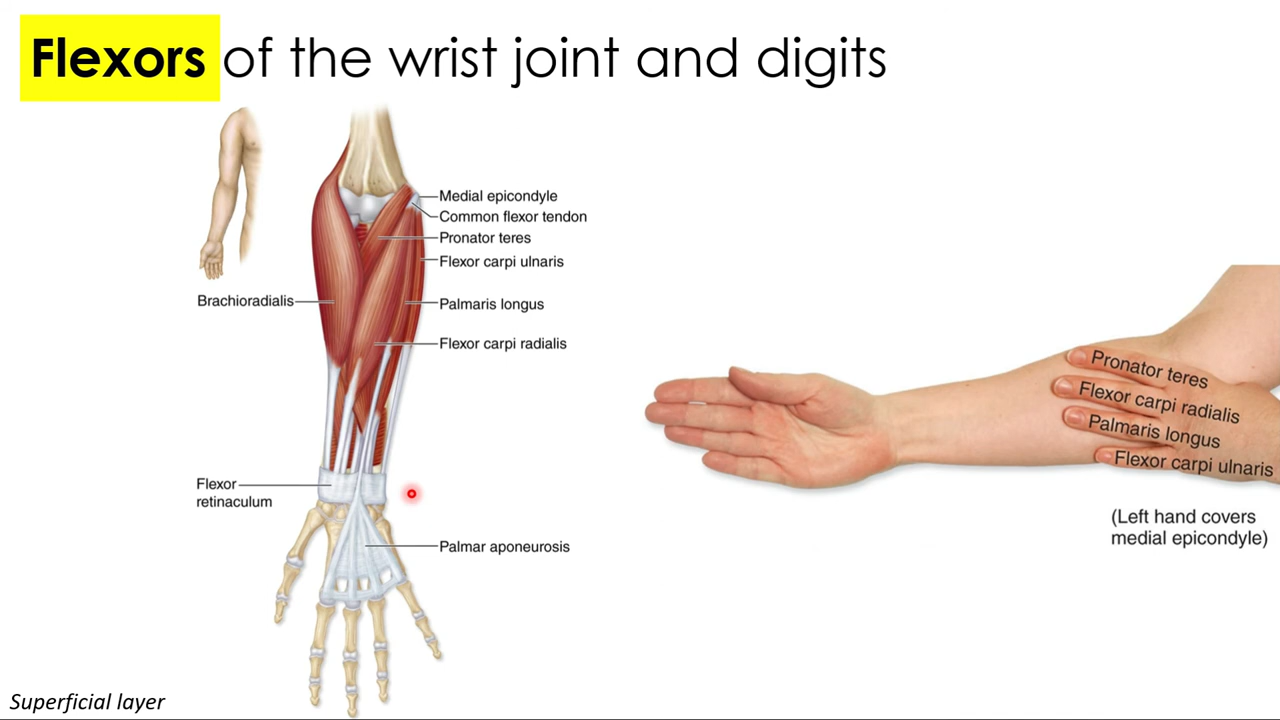 Flexors of the wrist joint and digits
Medial epicondyle
Common flexor tendon
Pronator teres
Flexor carpi ulnaris
Brachioradialis
Palmaris longus
Flexor carpi radialis
Flexor
retinaculum
Palmar aponeurosis
Pronator teres
Flexor carpi radialis
Palmaris longus
Flexor carpi ulnaris
(Left hand covers
medial epicondyle)
Superficial layer